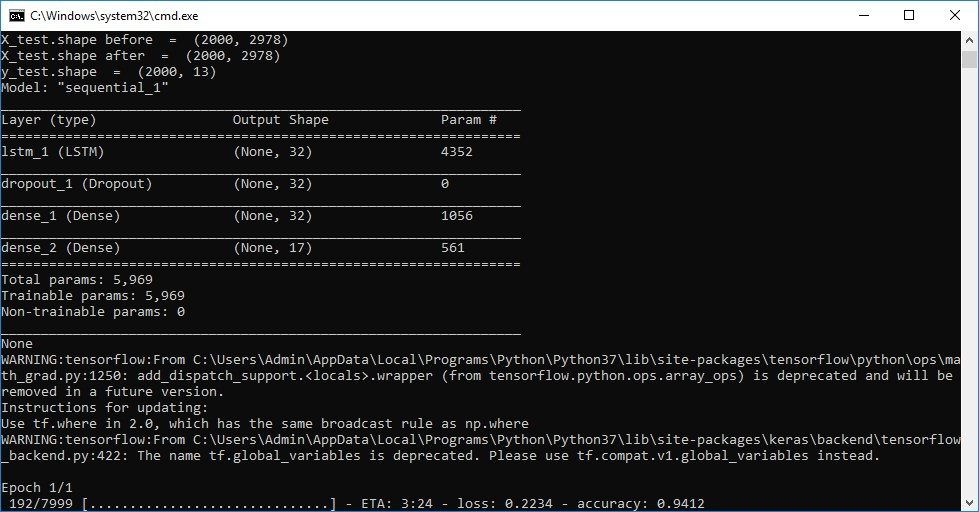 C:\Windows\system32\cmd.exe
X_test.shape before  =  (2000, 2978)
X_test.shape after  =  (2000, 2978)
y_test.shape  =  (2000, 13)
Model: "sequential_1"
_________________________________________________________________
Layer (type)                 Output Shape              Param #
=================================================================
lstm_1 (LSTM)                (None, 32)                4352
_________________________________________________________________
dropout_1 (Dropout)          (None, 32)                0
_________________________________________________________________
dense_1 (Dense)              (None, 32)                1056
_________________________________________________________________
dense_2 (Dense)              (None, 17)                561
=================================================================
Total params: 5,969
Trainable params: 5,969
Non-trainable params: 0
_________________________________________________________________
None
WARNING:tensorflow:From C:\Users\Admin\AppData\Local\Programs\Python\Python37\lib\site-packages\tensorflow\python\ops\ma
th_grad.py:1250: add_dispatch_support.<locals>.wrapper (from tensorflow.python.ops.array_ops) is deprecated and will be
removed in a future version.
Instructions for updating:
Use tf.where in 2.0, which has the same broadcast rule as np.where
WARNING:tensorflow:From C:\Users\Admin\AppData\Local\Programs\Python\Python37\lib\site-packages\keras\backend\tensorflow
_backend.py:422: The name tf.global_variables is deprecated. Please use tf.compat.v1.global_variables instead.

Epoch 1/1
 192/7999 [..............................] - ETA: 3:24 - loss: 0.2234 - accuracy: 0.9412